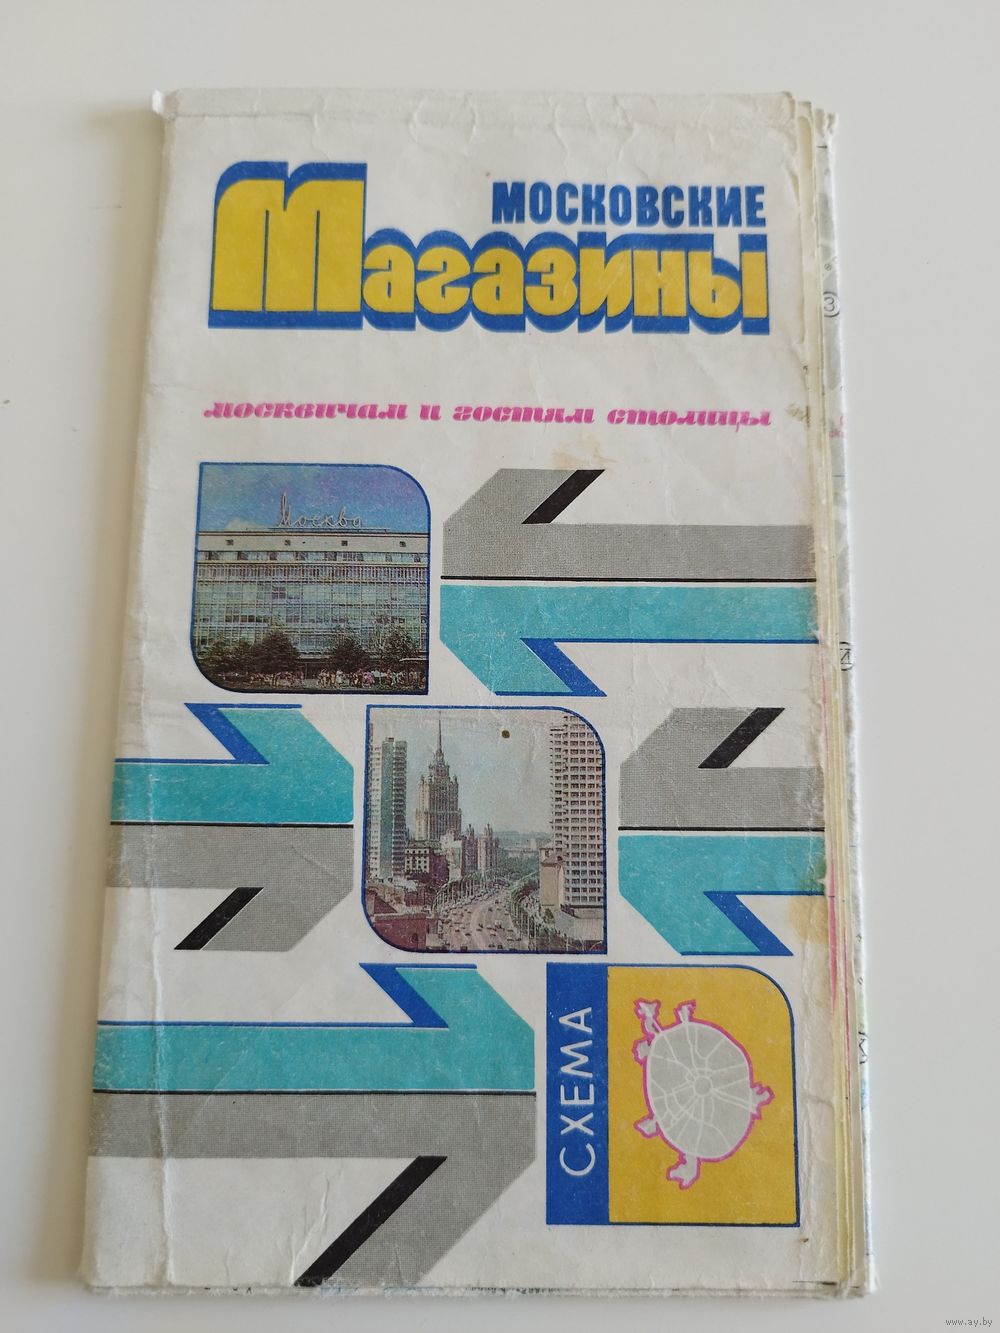 МОСКОВСКИЕ
Магазины
москвичам и гостям столицы
Москва
СХЕМА
www.ay.by